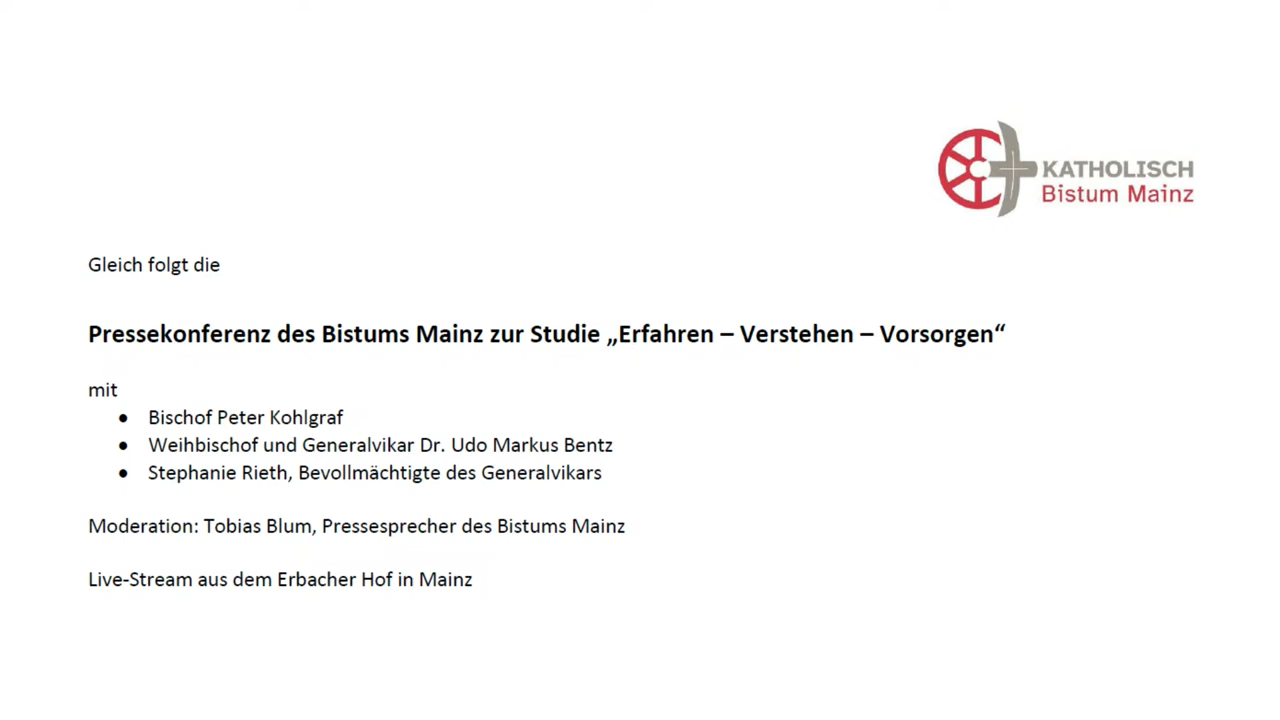 KATHOLISCH
Bistum Mainz
Gleich folgt die
Pressekonferenz des Bistums Mainz zur Studie „Erfahren – Verstehen – Vorsorgen“
mit
• Bischof Peter Kohlgraf
• Weihbischof und Generalvikar Dr. Udo Markus Bentz
• Stephanie Rieth, Bevollmächtigte des Generalvikars
Moderation: Tobias Blum, Pressesprecher des Bistums Mainz
Live-Stream aus dem Erbacher Hof in Mainz